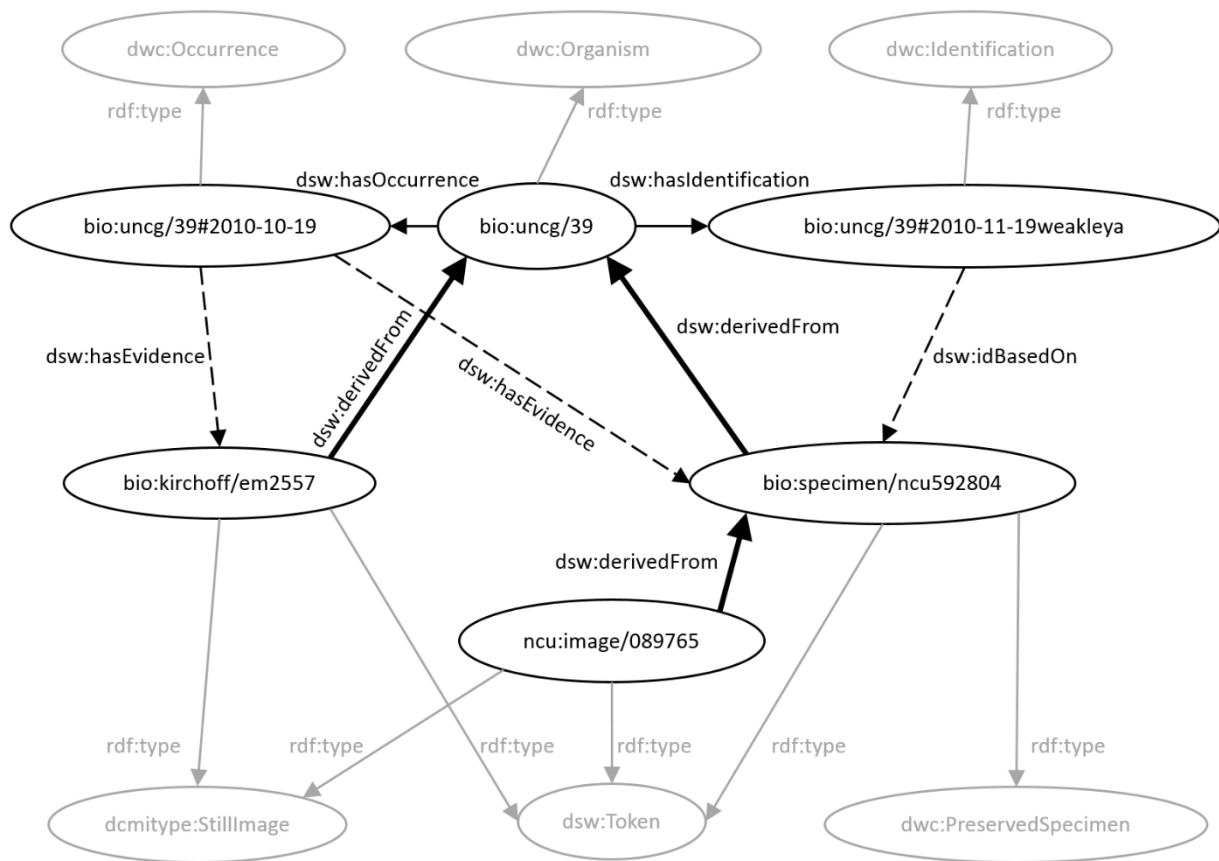 dwc:Occurrence
dwc:Organism
dwc:Identification
rdf:type
rdf:type
rdf:type
dsw:hasOccurrence
dsw:hasIdentification
bio:uncg/39#2010-10-19
bio:uncg/39
bio:uncg/39#2010-11-19weakleya
dsw:hasEvidence
dsw:derivedFrom
dsw:hasEvidence
dsw:derivedFrom
dsw:idBasedOn
bio:kirchoff/em2557
bio:specimen/ncu592804
dsw:derivedFrom
ncu:image/089765
rdf:type
rdf:type
rdf:type
rdf:type
rdf:type
rdf:type
dcmitype:StillImage
dsw:Token
dwc:PreservedSpecimen